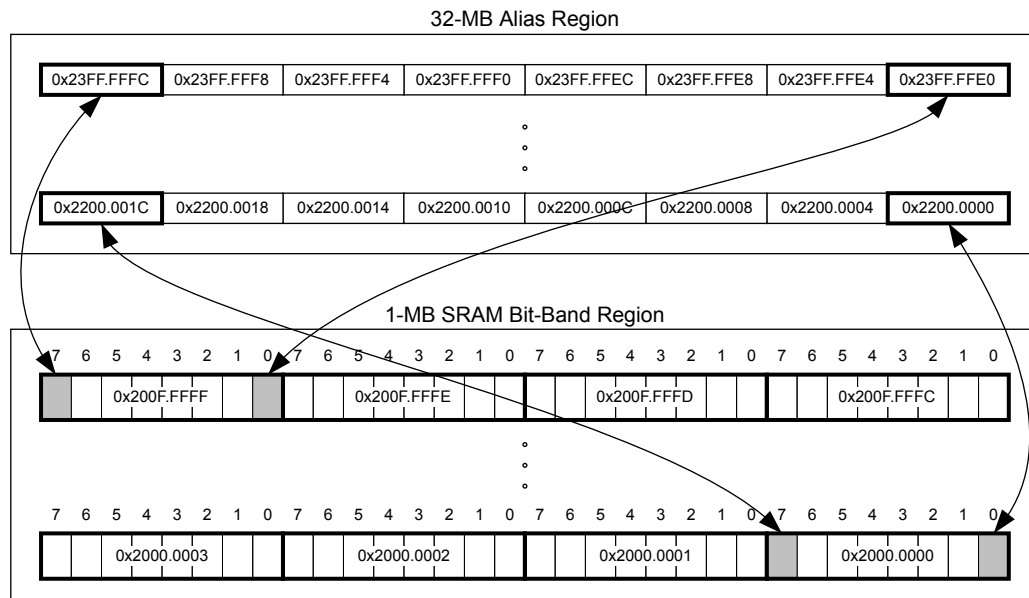 32-MB Alias Region
0x23FF.FFFC 0x23FF.FFF8 0x23FF.FFF4 0x23FF.FFF0 0x23FF.FFEC 0x23FF.FFE8 0x23FF.FFE4 0x23FF.FFE0
0x2200.001C 0x2200.0018 0x2200.0014 0x2200.0010 0x2200.000C 0x2200.0008 0x2200.0004 0x2200.0000
1-MB SRAM Bit-Band Region
7 6 5 4 3 2 1 0 7 6 5 4 3 2 1 0 7 6 5 4 3 2 1 0 7 6 5 4 3 2 1 0
0x200F.FFFF 0x200F.FFFE 0x200F.FFFD 0x200F.FFFC
7 6 5 4 3 2 1 0 7 6 5 4 3 2 1 0 7 6 5 4 3 2 1 0 7 6 5 4 3 2 1 0
0x2000.0003 0x2000.0002 0x2000.0001 0x2000.0000